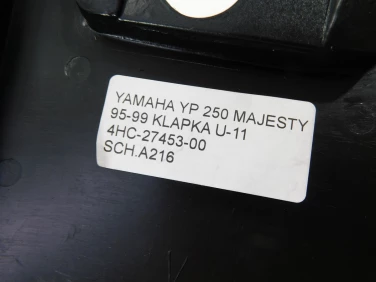 YAMAHA YP 250 MAJESTY
95-99 KLAPKA U-11
4HC-27453-00
SCH.A216